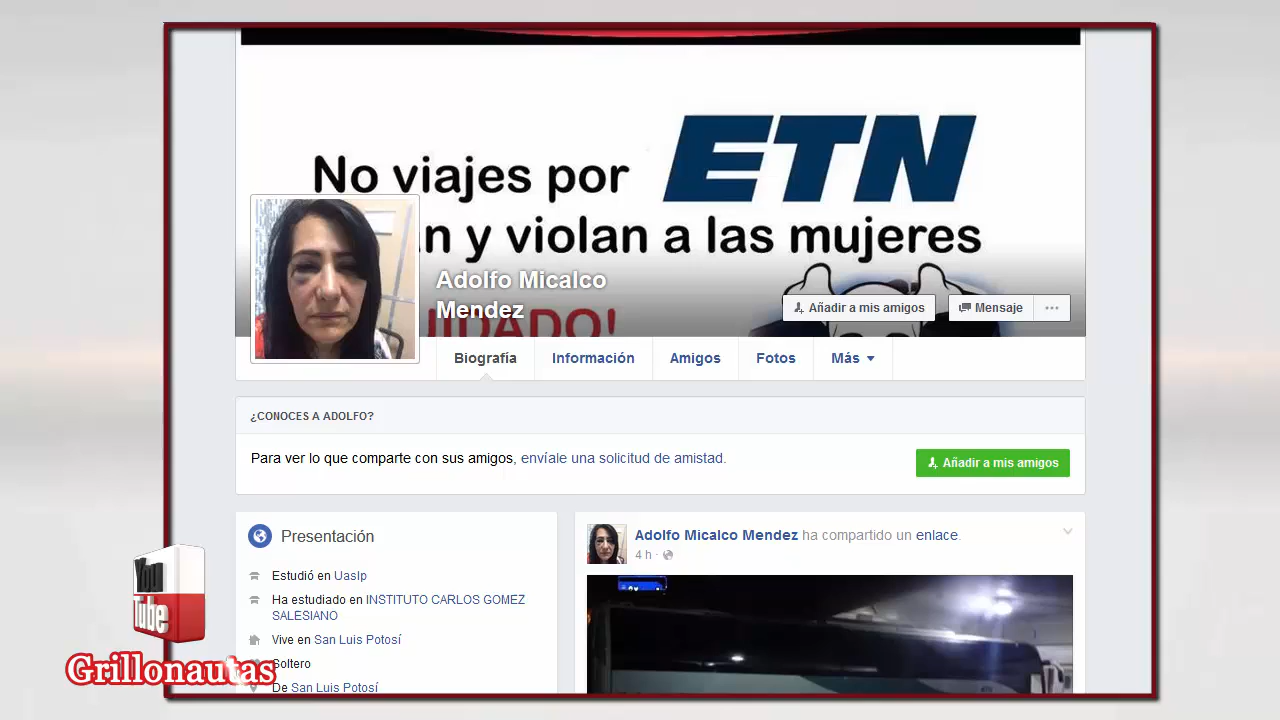 No viajes por ETN
n y violan a las mujeres
Adolfo Micalco
Mendez
UIDADO!
Añadir a mis amigos
Mensaje
Biografía
Información
Amigos
Fotos
Más
¿CONOCES A ADOLFO?
Para ver lo que comparte con sus amigos, envíale una solicitud de amistad.
Añadir a mis amigos
Presentación
Estudió en Uaslp
Ha estudiado en INSTITUTO CARLOS GOMEZ
SALESIANO
Vive en San Luis Potosí
Soltero
De San Luis Potosí
Adolfo Micalco Mendez ha compartido un enlace.
4 h ·
You
Tube
Grillonautas